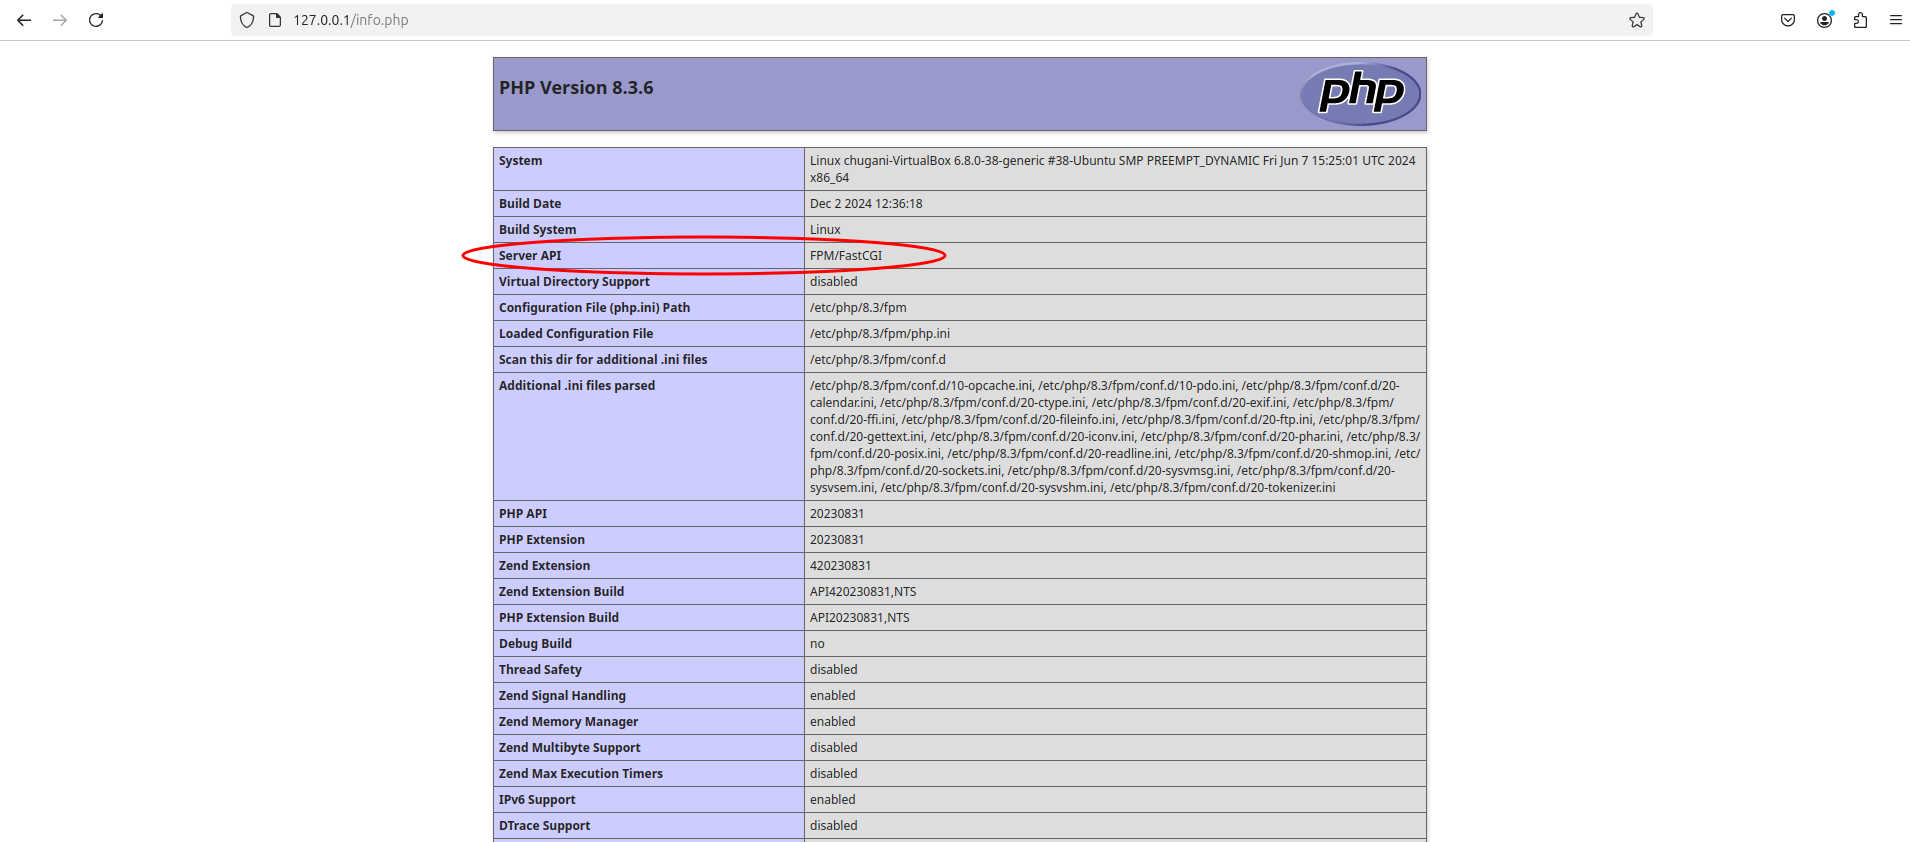 127.0.0.1/info.php
PHP Version 8.3.6
php
System Linux chugani-VirtualBox 6.8.0-38-generic #38-Ubuntu SMP PREEMPT_DYNAMIC Fri Jun 7 15:25:01 UTC 2024
x86_64
Build Date Dec 2 2024 12:36:18
Build System Linux
Server API FPM/FastCGI
Virtual Directory Support disabled
Configuration File (php.ini) Path /etc/php/8.3/fpm
Loaded Configuration File /etc/php/8.3/fpm/php.ini
Scan this dir for additional .ini files /etc/php/8.3/fpm/conf.d
Additional .ini files parsed /etc/php/8.3/fpm/conf.d/10-opcache.ini, /etc/php/8.3/fpm/conf.d/10-pdo.ini, /etc/php/8.3/fpm/conf.d/20-
calendar.ini, /etc/php/8.3/fpm/conf.d/20-ctype.ini, /etc/php/8.3/fpm/conf.d/20-exif.ini, /etc/php/8.3/fpm/
conf.d/20-ffi.ini, /etc/php/8.3/fpm/conf.d/20-fileinfo.ini, /etc/php/8.3/fpm/conf.d/20-ftp.ini, /etc/php/8.3/fpm/
conf.d/20-gettext.ini, /etc/php/8.3/fpm/conf.d/20-iconv.ini, /etc/php/8.3/fpm/conf.d/20-phar.ini, /etc/php/8.3/
fpm/conf.d/20-posix.ini, /etc/php/8.3/fpm/conf.d/20-readline.ini, /etc/php/8.3/fpm/conf.d/20-shmop.ini, /etc/
php/8.3/fpm/conf.d/20-sockets.ini, /etc/php/8.3/fpm/conf.d/20-sysvmsg.ini, /etc/php/8.3/fpm/conf.d/20-
sysvsem.ini, /etc/php/8.3/fpm/conf.d/20-sysvshm.ini, /etc/php/8.3/fpm/conf.d/20-tokenizer.ini
PHP API 20230831
PHP Extension 20230831
Zend Extension 420230831
Zend Extension Build API420230831,NTS
PHP Extension Build API20230831,NTS
Debug Build no
Thread Safety disabled
Zend Signal Handling enabled
Zend Memory Manager enabled
Zend Multibyte Support disabled
Zend Max Execution Timers disabled
IPv6 Support enabled
DTrace Support disabled